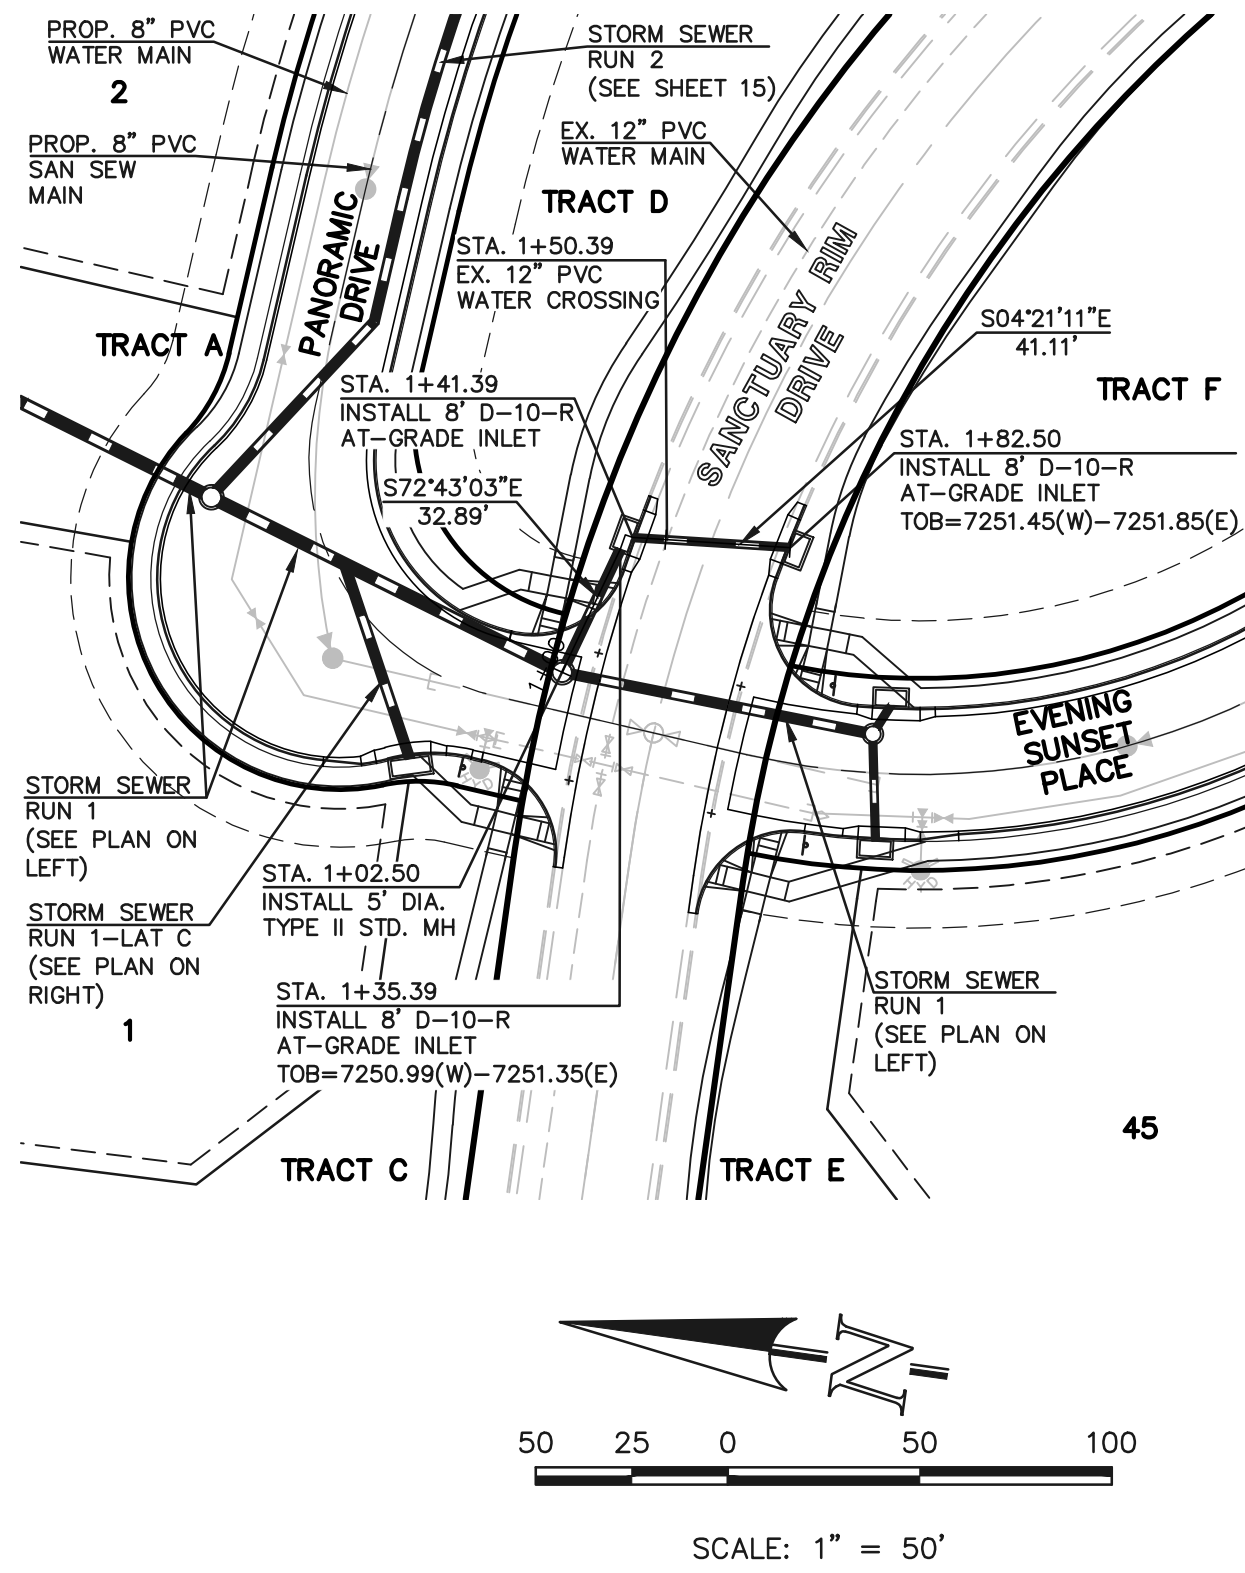 PROP. 8" PVC
WATER MAIN
2
PROP. 8" PVC
SAN SEW
MAIN
STORM SEWER
RUN 2
(SEE SHEET 15)
EX. 12" PVC
WATER MAIN
TRACT D
PANORAMIC
DRIVE
STA. 1+50.39
EX. 12" PVC
WATER CROSSING
SANCTUARY RIM
DRIVE
S04°21'11"E
41.11'
TRACT A
TRACT F
STA. 1+41.39
INSTALL 8' D-10-R
AT-GRADE INLET
S72°43'03"E
32.89'
STA. 1+82.50
INSTALL 8' D-10-R
AT-GRADE INLET
TOB=7251.45(W)-7251.85(E)
1+00
EVENING
SUNSET
PLACE
HYD
HYD
STORM SEWER
RUN 1
(SEE PLAN ON
LEFT)
STA. 1+02.50
INSTALL 5' DIA.
TYPE II STD. MH
STORM SEWER
RUN 1-LAT C
(SEE PLAN ON
RIGHT)
1
STA. 1+35.39
INSTALL 8' D-10-R
AT-GRADE INLET
TOB=7250.99(W)-7251.35(E)
STORM SEWER
RUN 1
(SEE PLAN ON
LEFT)
45
TRACT C
TRACT E
N
50 25 0 50 100
SCALE: 1" = 50'